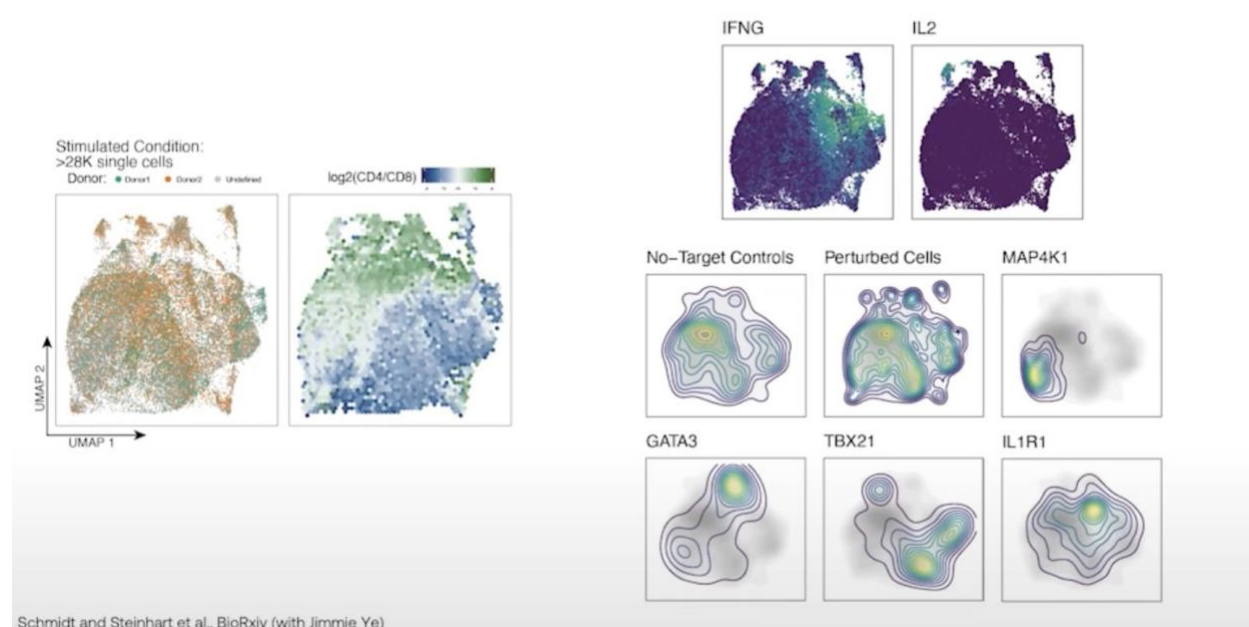 IFNG IL2
Stimulated Condition:
>28K single cells
Donor: Donor1 Donor2 Undefined
log2(CD4/CD8)
No-Target Controls Perturbed Cells MAP4K1
UMAP 2
UMAP 1
GATA3 TBX21 IL1R1
Schmidt and Steinhart et al., BioRxiv (with Jimmie Ye)